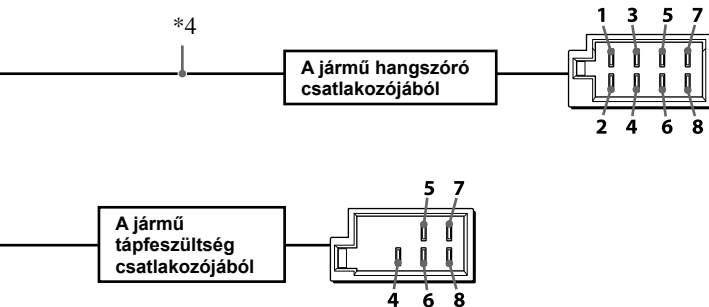 *4
1 3 5 7
A jármű hangszóró
csatlakozójából
2 4 6 8
5 7
A jármű
tápfeszültség
csatlakozójából
4 6 8